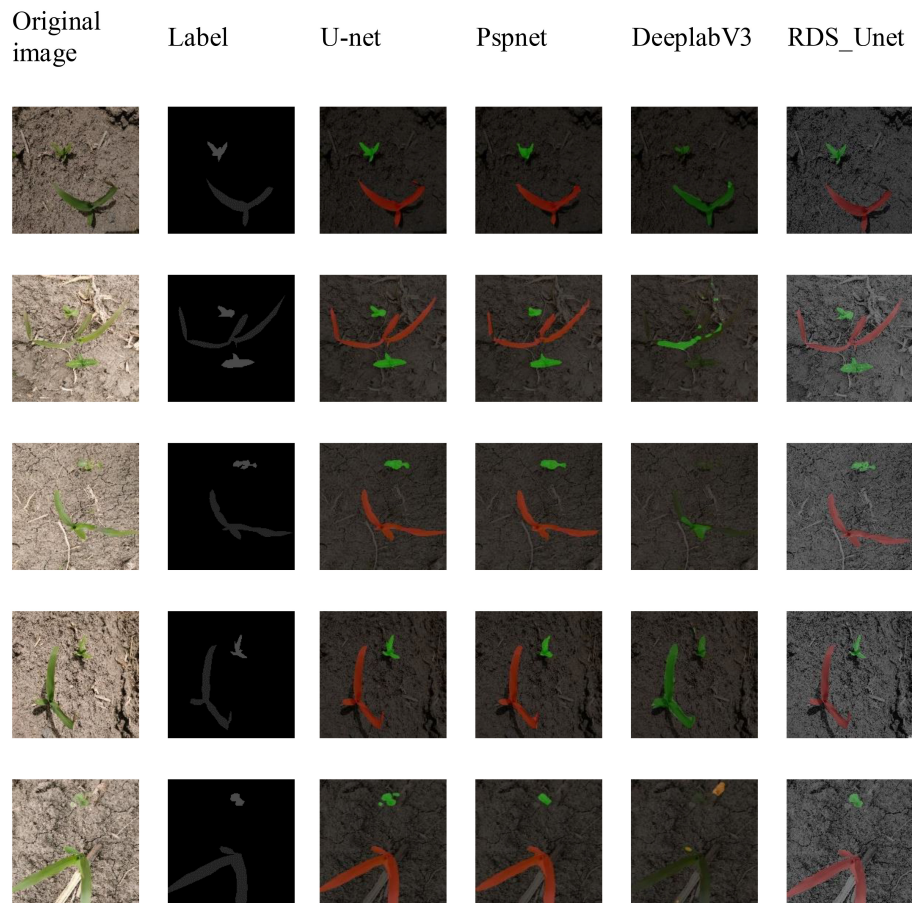 Original
image
Label
U-net
Pspnet
DeeplabV3
RDS_Unet